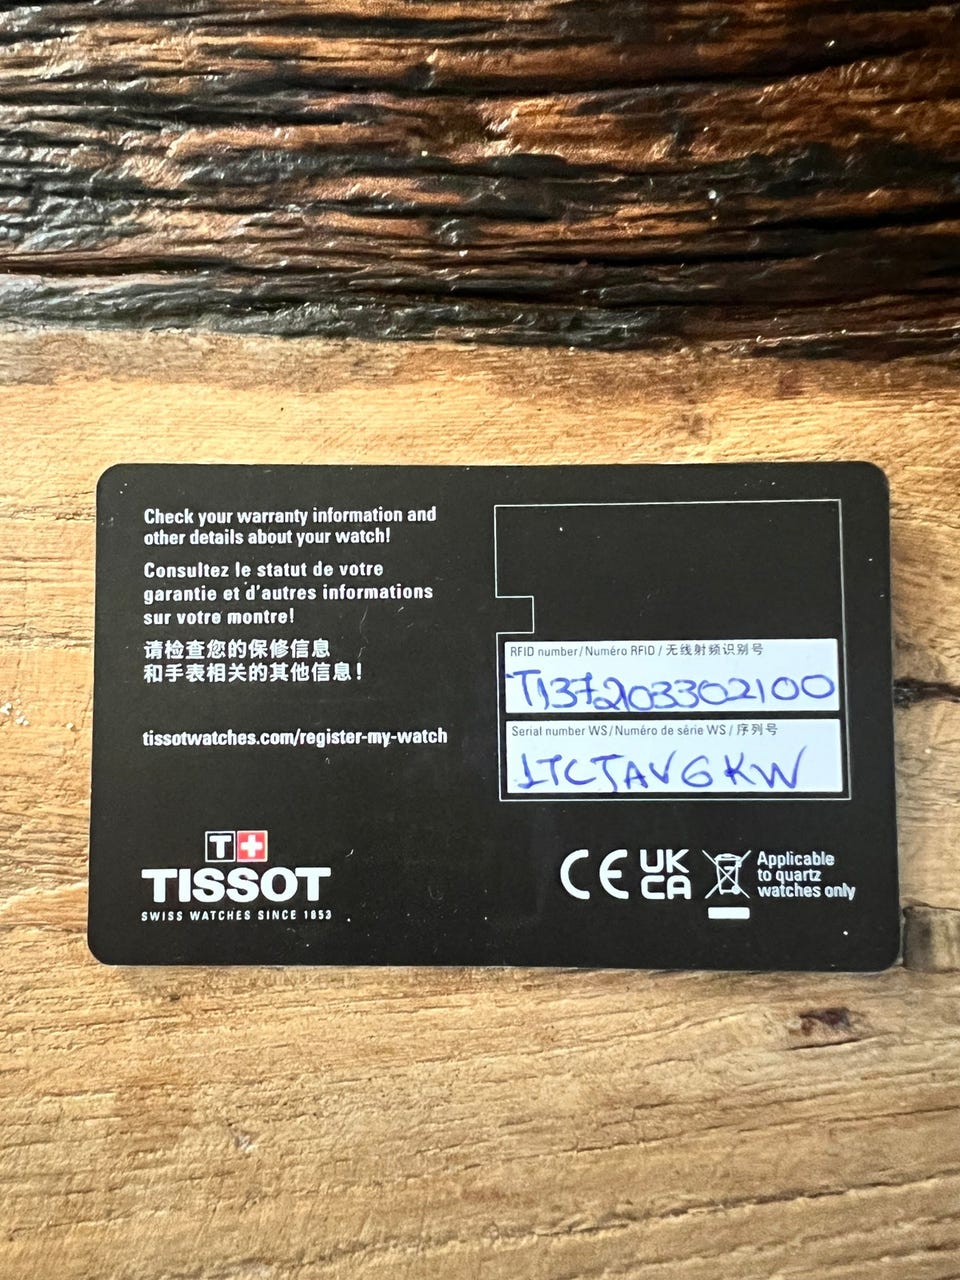 Check your warranty information and
other details about your watch!
Consultez le statut de votre
garantie et d'autres informations
sur votre montre!
请检查您的保修信息
和手表相关的其他信息！
tissotwatches.com/register-my-watch
T+
TISSOT
SWISS WATCHES SINCE 1853
RFID number/Numéro RFID/无线射频识别号
T1372103302100
Serial number WS/Numéro de série WS/序列号
1TCTAV6KW
CE
UK
CA
Applicable
to quartz
watches only